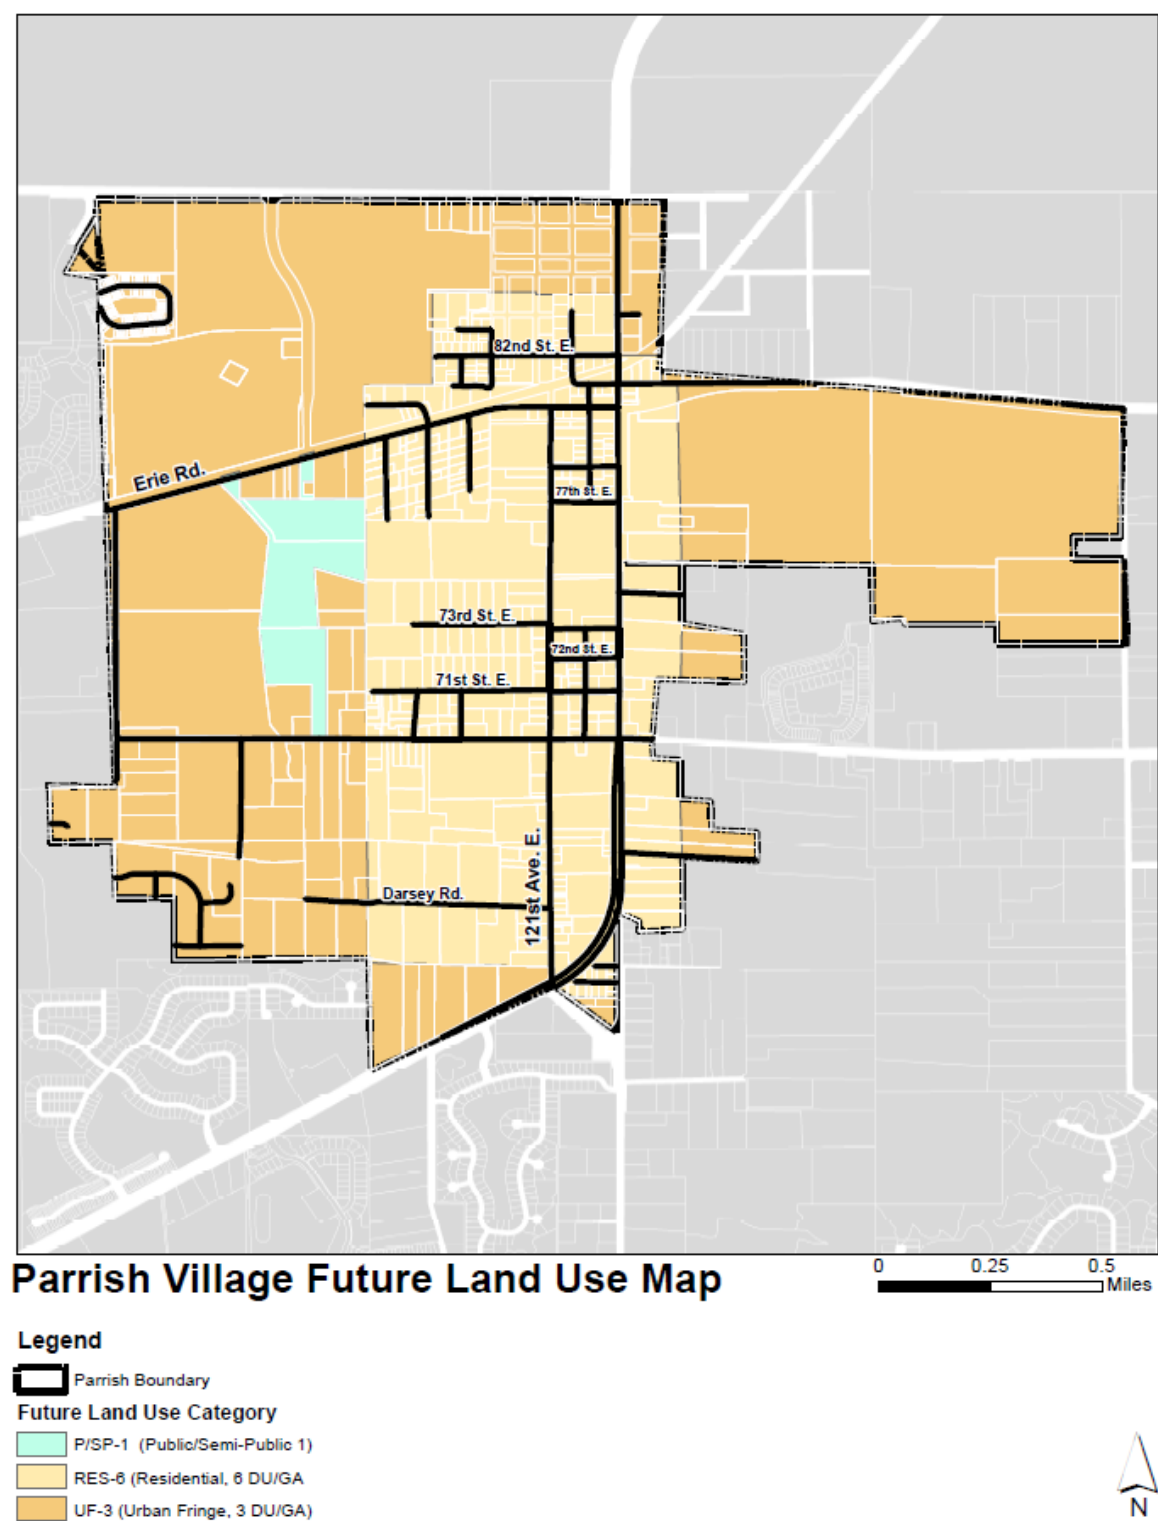 82nd St. E.
Erie Rd.
77th St. E.
73rd St. E.
72nd St. E.
71st St. E.
121st Ave. E.
Darsey Rd.
Parrish Village Future Land Use Map
0 0.25 0.5
Miles
Legend
Parrish Boundary
Future Land Use Category
P/SP-1 (Public/Semi-Public 1)
RES-6 (Residential, 6 DU/GA
UF-3 (Urban Fringe, 3 DU/GA)
N